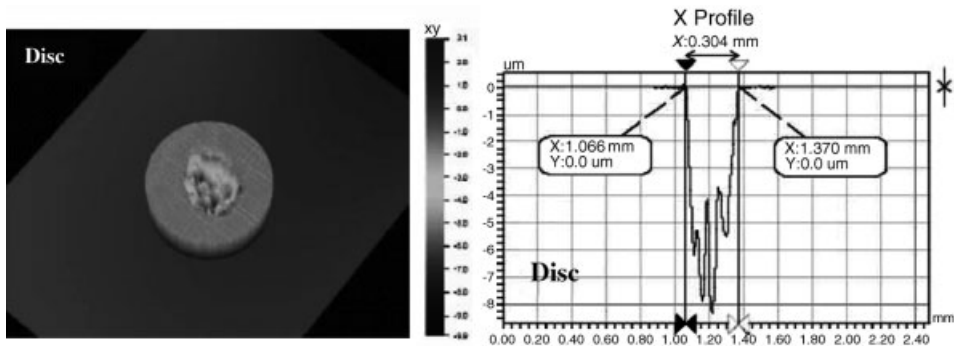 Disc
xy
X Profile
X:0.304 mm
um
0
-1
-2
-3
-4
-5
-6
-7
-8
X:1.066 mm
Y:0.0 um
X:1.370 mm
Y:0.0 um
Disc
mm
0.00 0.20 0.40 0.60 0.80 1.00 1.20 1.40 1.60 1.80 2.00 2.20 2.40